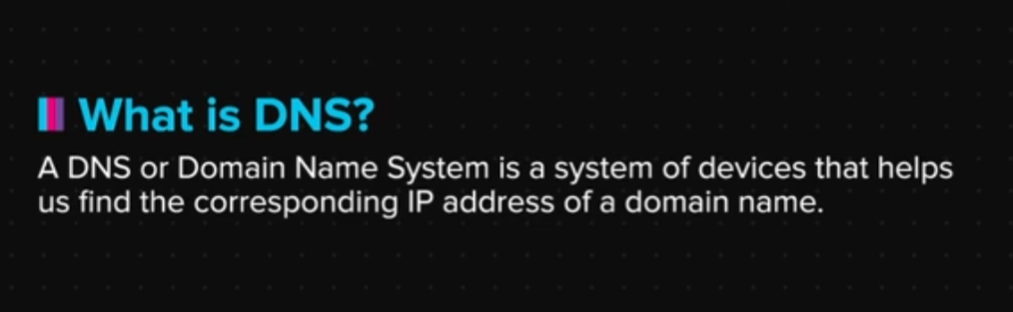 What is DNS?
A DNS or Domain Name System is a system of devices that helps
us find the corresponding IP address of a domain name.